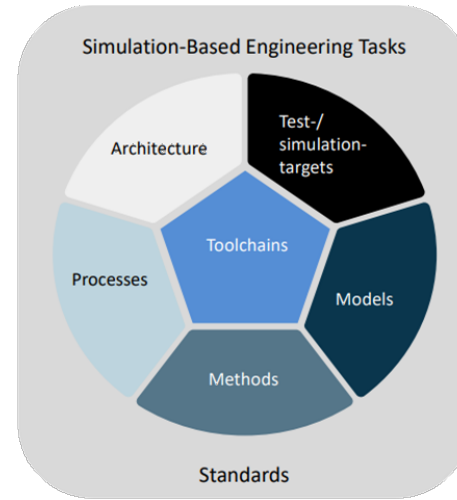 Simulation-Based Engineering Tasks
Architecture
Test-/
simulation-
targets
Toolchains
Processes
Models
Methods
Standards